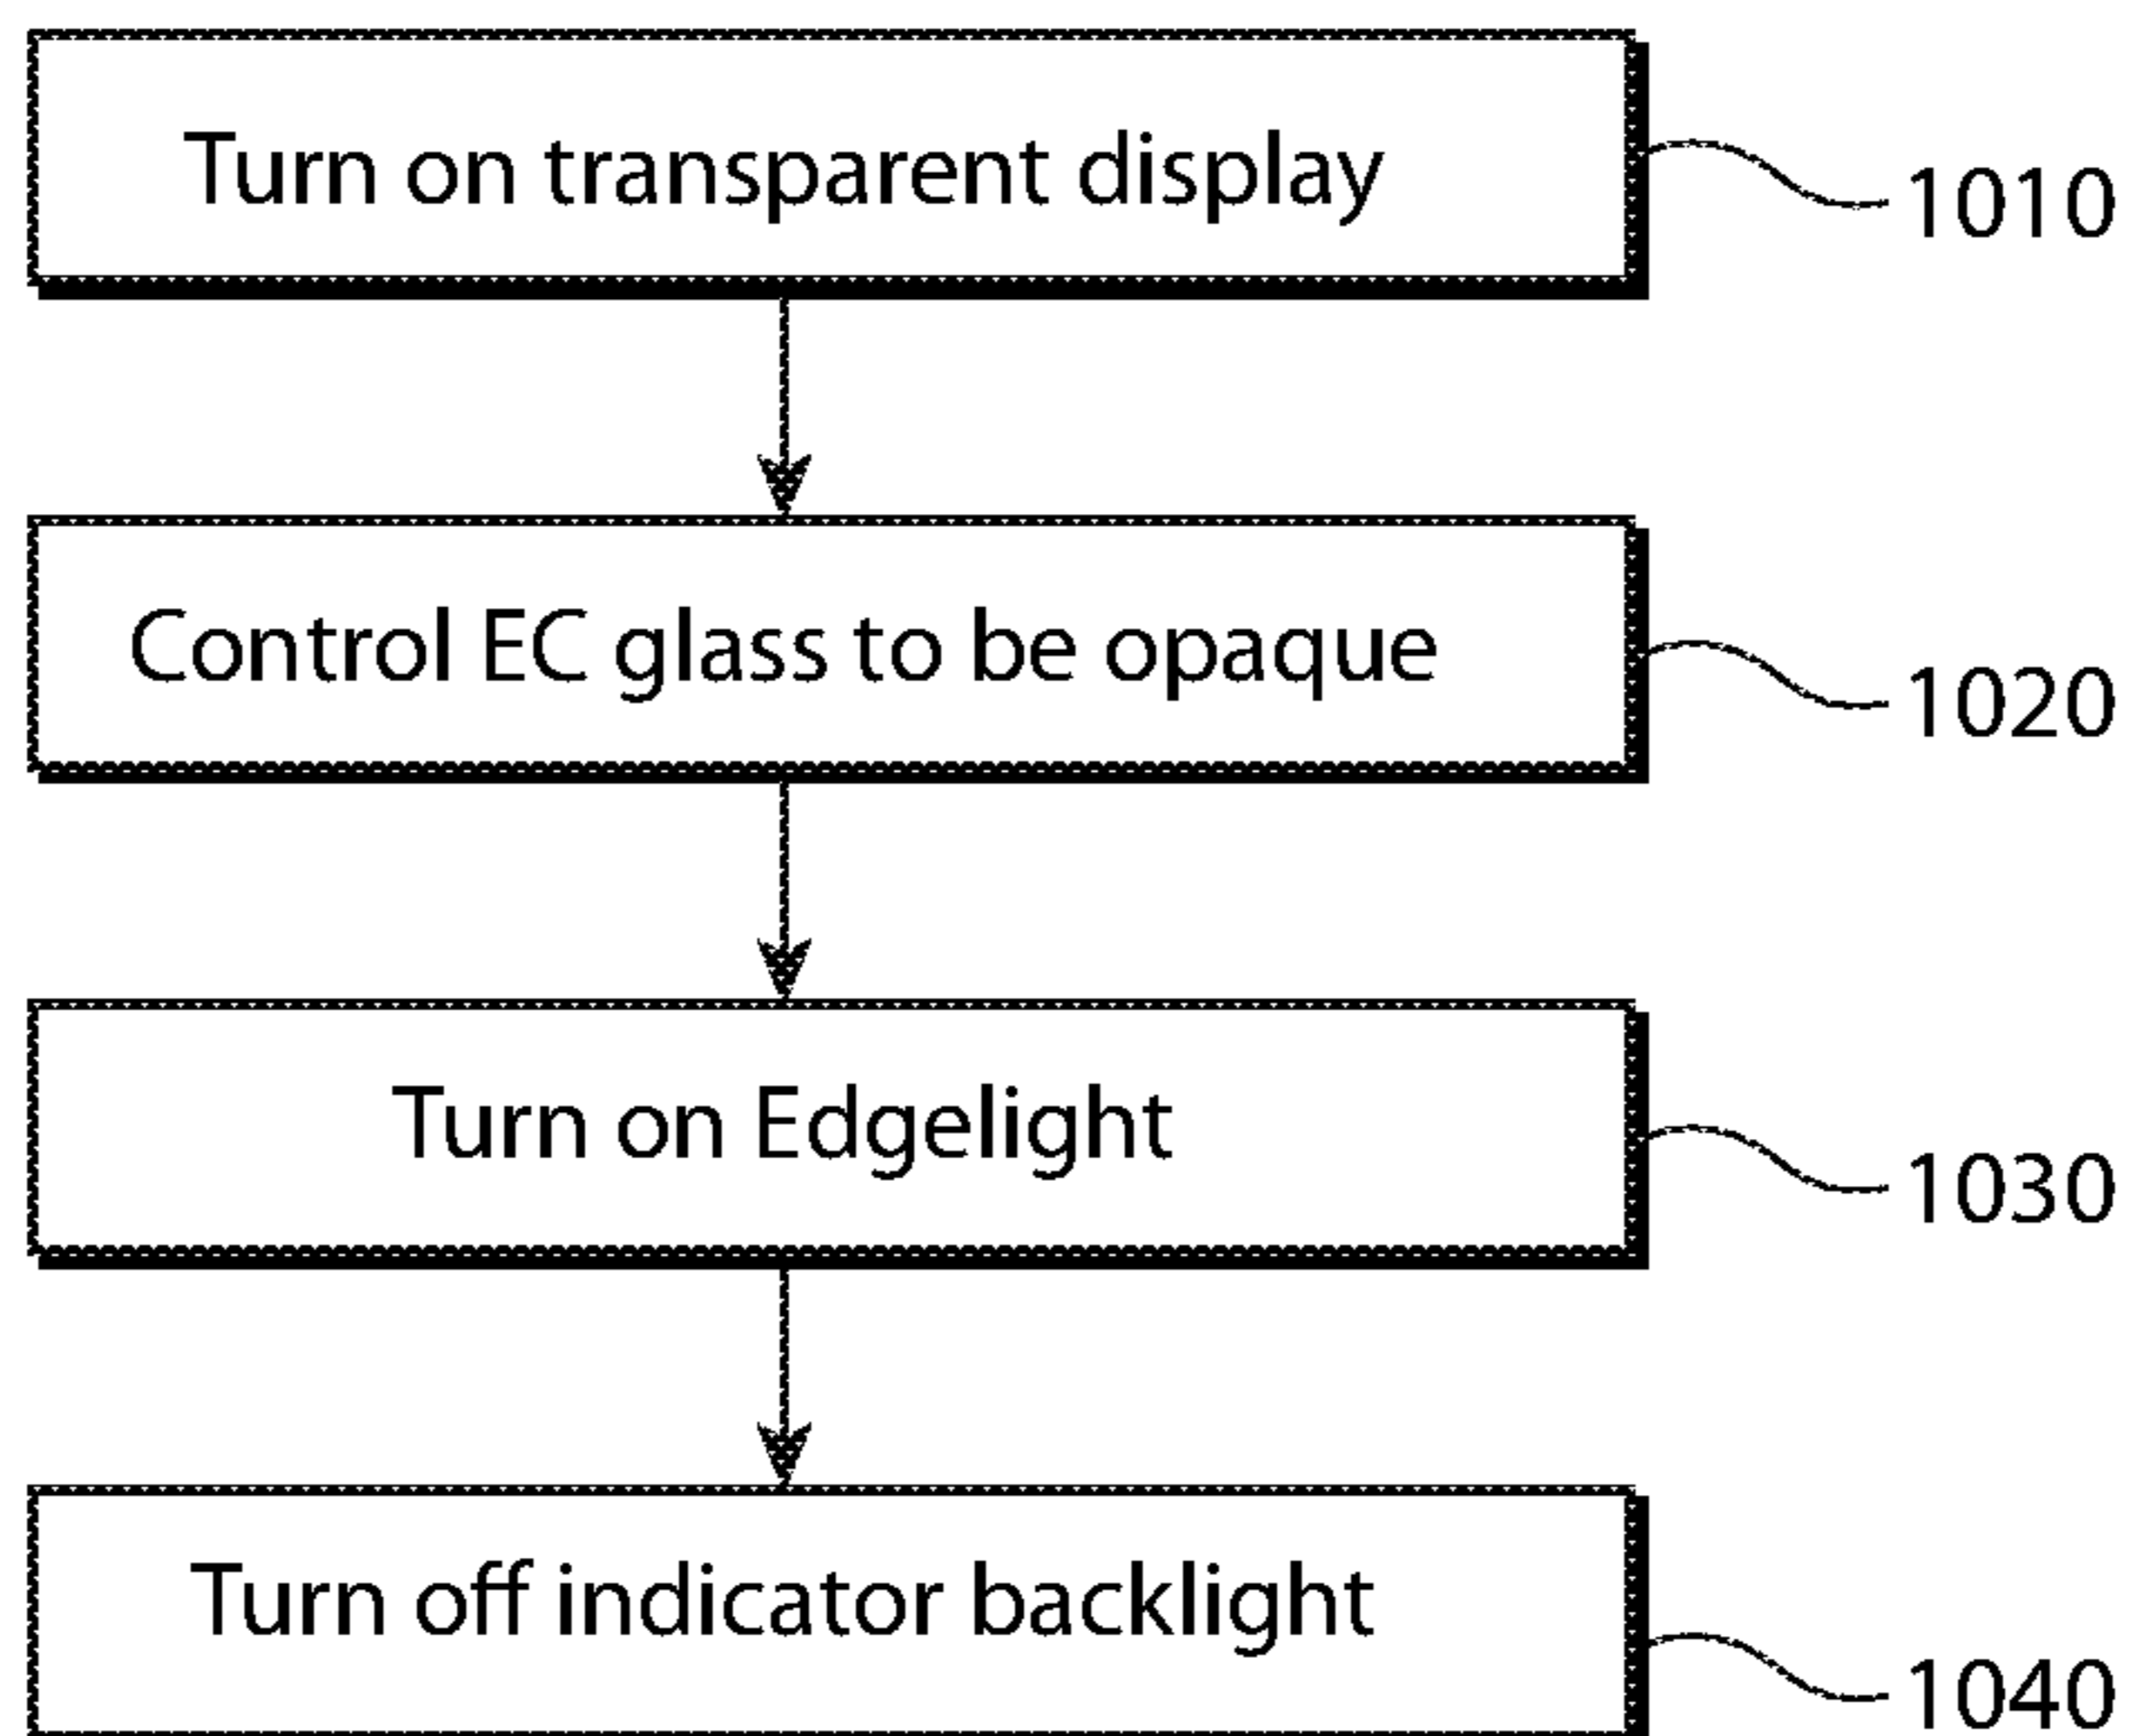 Turn on transparent display
1010
Control EC glass to be opaque
1020
Turn on Edgelight
1030
Turn off indicator backlight
1040